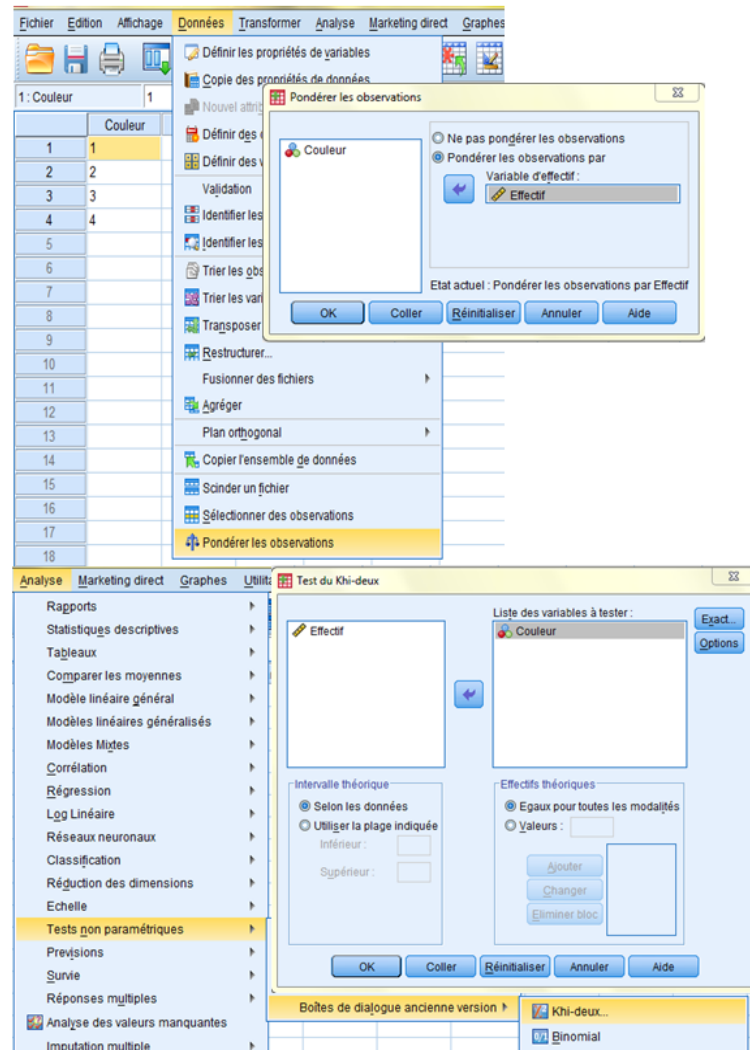 Fichier Edition Affichage Données Transformer Analyse Marketing direct Graphes
1 : Couleur 1
Couleur
1 1
2 2
3 3
4 4
5
6
7
8
9
10
11
12
13
14
15
16
17
18
Définir les propriétés de variables
Copie des propriétés de données
Nouvel
Définir des
Définir des
Validation
Identifier les
Identifier les
Trier les
Trier les
Transposer
Restructurer...
Fusionner des fichiers
Agréger
Plan orthogonal
Copier l'ensemble de données
Scinder un fichier
Sélectionner des observations
Pondérer les observations
Pondérer les observations
Couleur
Ne pas pondérer les observations
Pondérer les observations par
Variable d'effectif :
Effectif
Etat actuel : Pondérer les observations par Effectif
OK Coller Réinitialiser Annuler Aide
Analyse Marketing direct Graphes
Rapports
Statistiques descriptives
Tableaux
Comparer les moyennes
Modèle linéaire général
Modèles linéaires généralisés
Modèles Mixtes
Corrélation
Régression
Log Linéaire
Réseaux neuronaux
Classification
Réduction des dimensions
Echelle
Tests non paramétriques
Prévisions
Survie
Réponses multiples
Analyse des valeurs manquantes
Imputation multiple
Test du Khi-deux
Effectif
Liste des variables à tester :
Couleur
Exact...
Options
Intervalle théorique
Selon les données
Utiliser la plage indiquée
Inférieur :
Supérieur :
Effectifs théoriques
Egaux pour toutes les modalités
Valeurs :
Ajouter
Changer
Eliminer bloc
OK Coller Réinitialiser Annuler Aide
Boîtes de dialogue ancienne version
Khi-deux...
Binomial